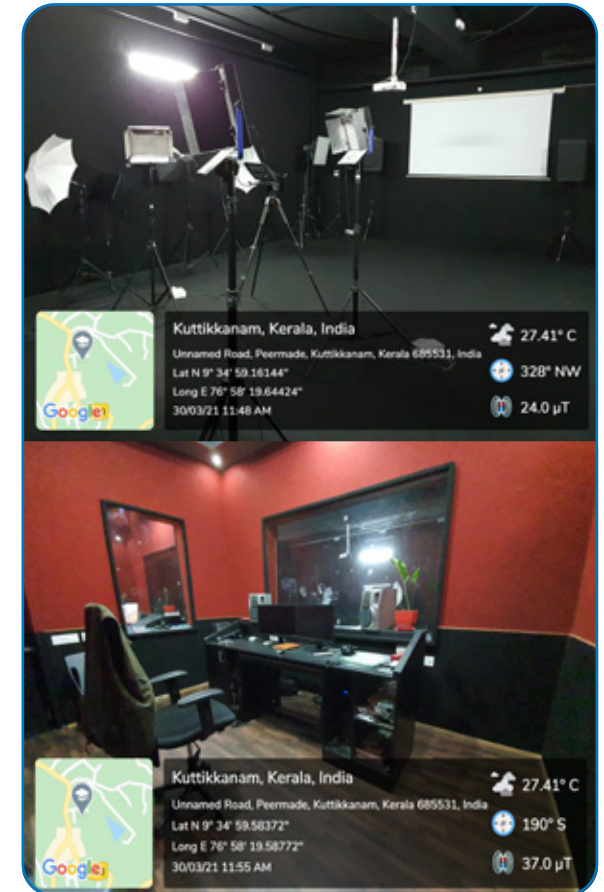 Kuttikkanam, Kerala, India
Unnamed Road, Peermade, Kuttikkanam, Kerala 685531, India
Lat N 9° 34' 59.16144"
Long E 76° 58' 19.64424"
30/03/21 11:48 AM
27.41° C
328° NW
24.0 µT
Google
Kuttikkanam, Kerala, India
Unnamed Road, Peermade, Kuttikkanam, Kerala 685531, India
Lat N 9° 34' 59.58372"
Long E 76° 58' 19.58772"
30/03/21 11:55 AM
27.41° C
190° S
37.0 µT
Google